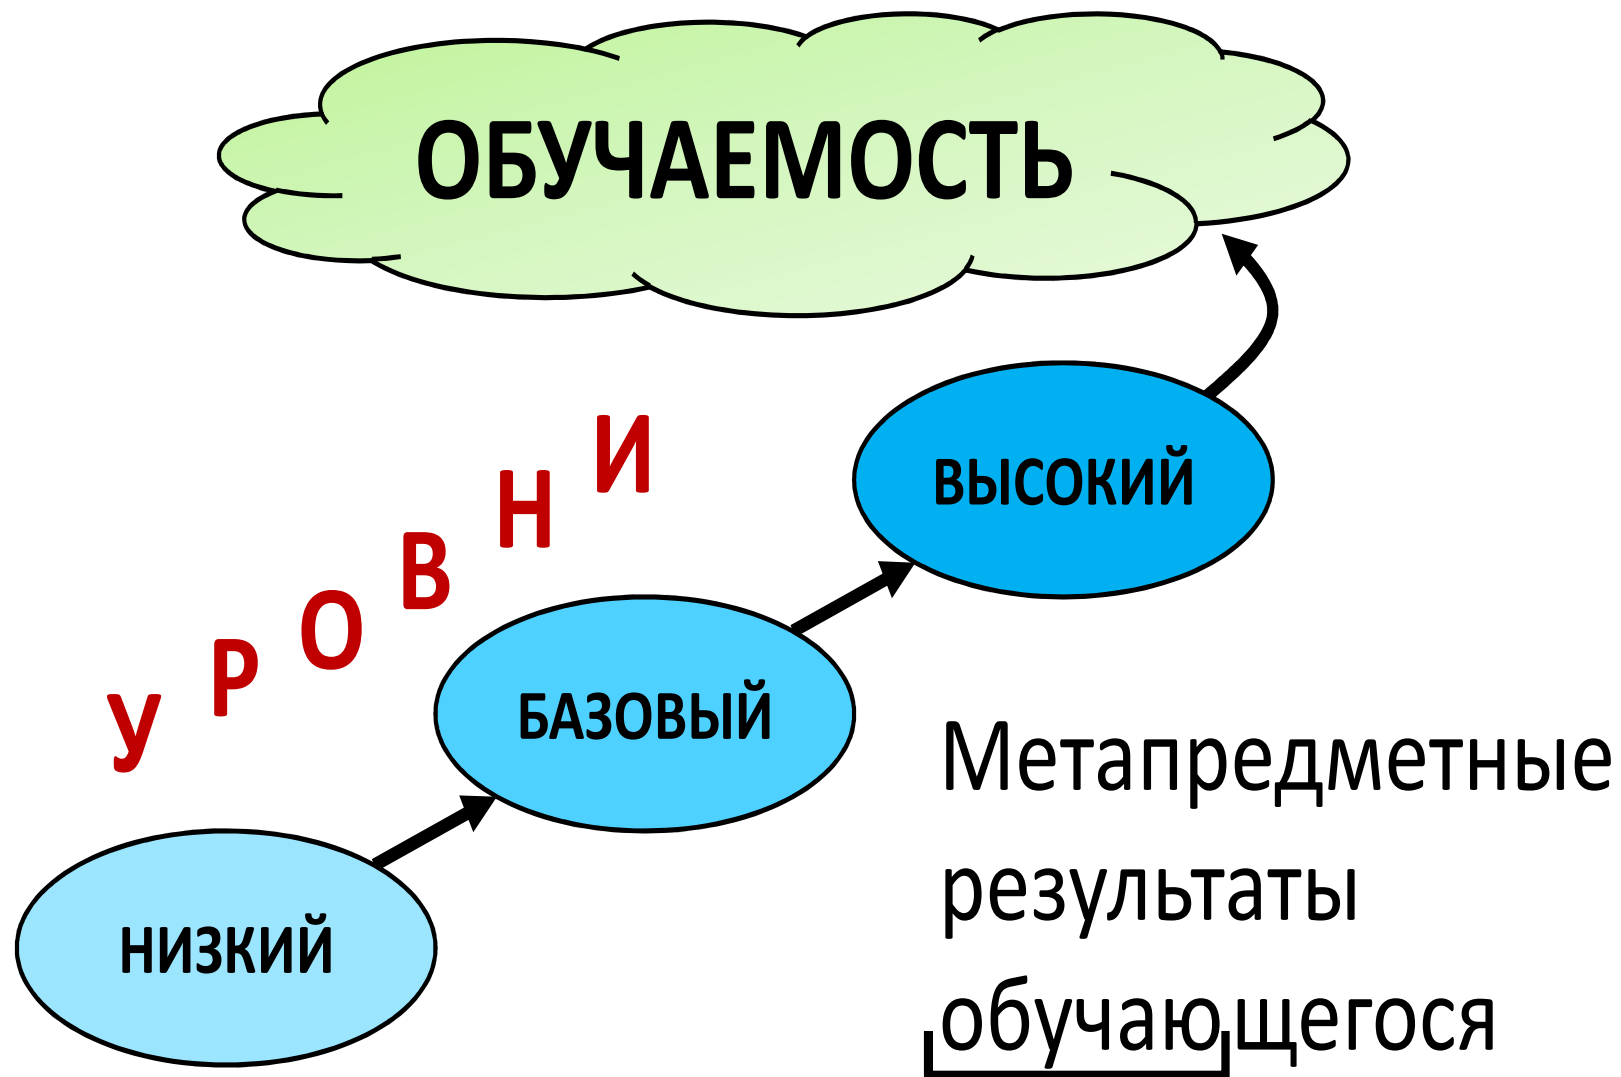 ОБУЧАЕМОСТЬ
УРОВНИ
ВЫСОКИЙ
БАЗОВЫЙ
НИЗКИЙ
Метапредметные
результаты
обучающегося